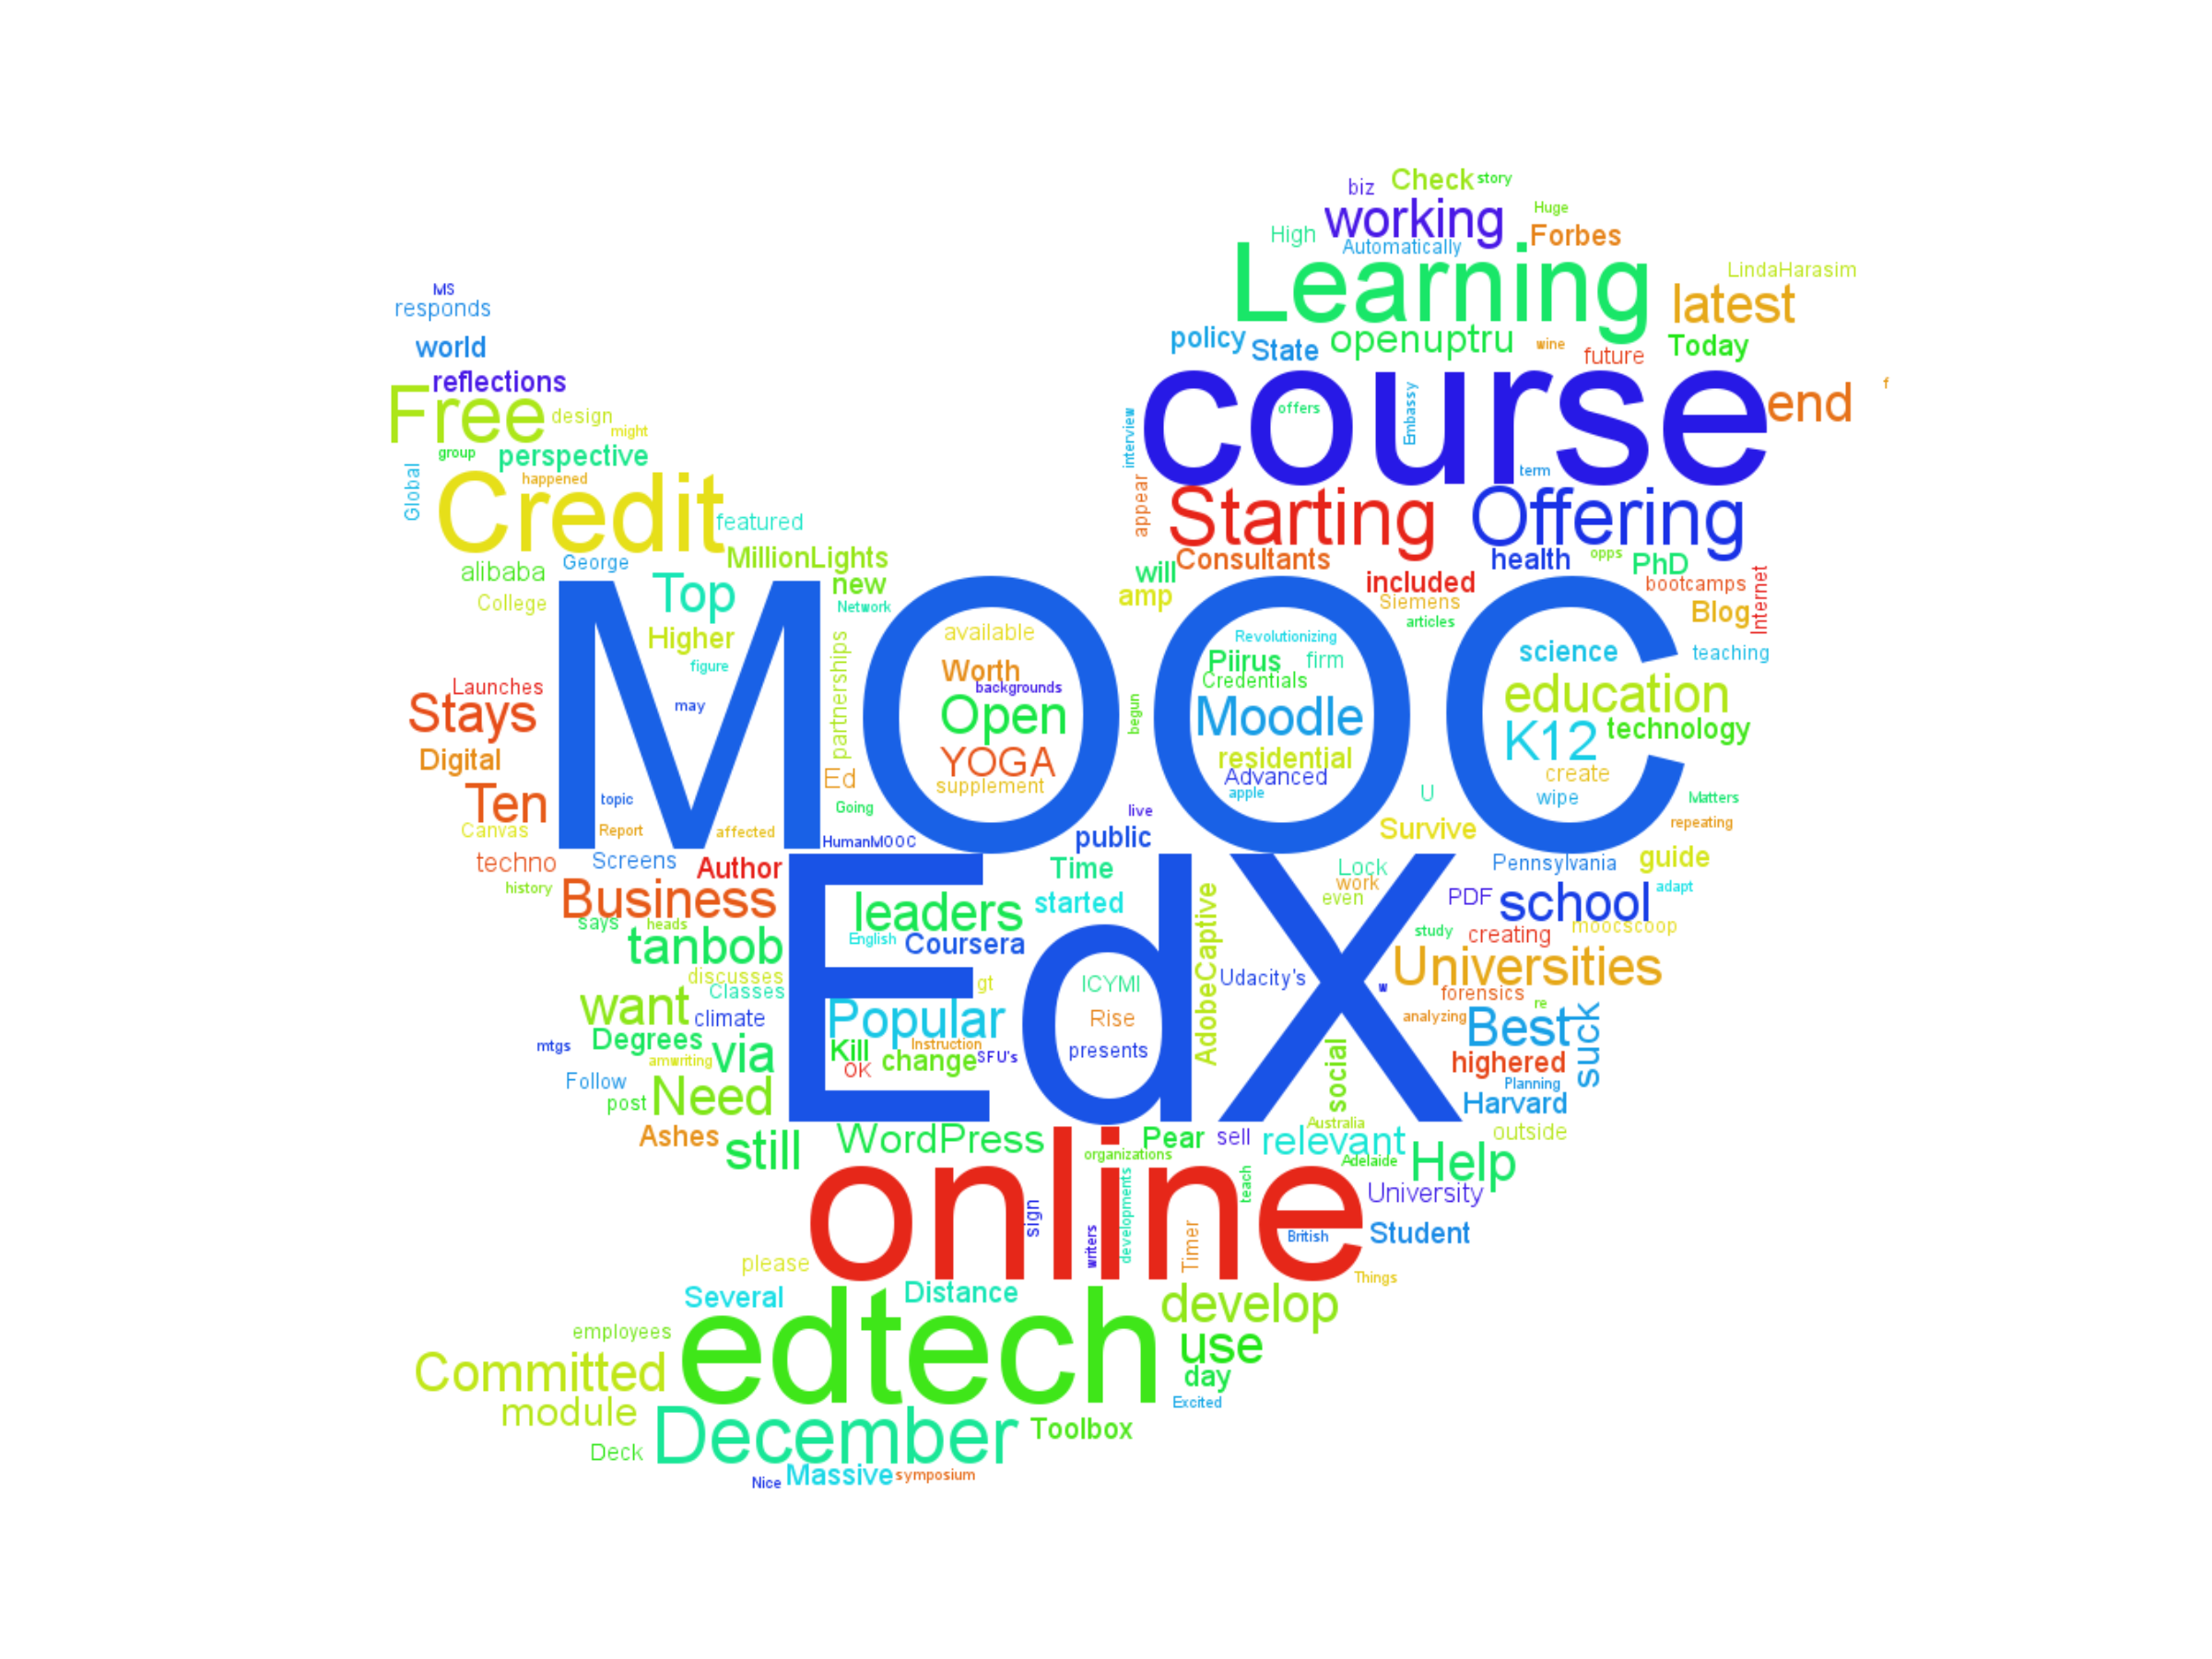 biz Check story
working Huge
High Automatically Forbes
Learning LindaHarasim
MS latest
responds
policy State openuptru wine future Today
world
reflections
Free design might
course end f
offers Embassy interview term
group perspective
Global happened
Credit featured
appear Starting Offering
George MillionLights
Consultants health opps PhD
alibaba Top new
will included bootcamps Internet
College Network
amp Siemens articles Blog
MOOC
Higher figure may
partnerships
available
Worth
backgrounds
Open
YOGA
supplement
begun
Revolutionizing
Piirus firm
Credentials
Moodle
residential
Advanced
apple
science teaching
education
K12 technology
create
wipe
Launches
Stays
Digital
Ten topic Ed Going
Canvas Report affected HumanMOOC
live
public
U
Survive
Matters
repeating
techno Screens Author Time Lock Pennsylvania guide
history Business
EdX
leaders started work even PDF school adapt
says heads
tanbob English Coursera AdobeCaptive study creating moocscoop
discusses
Classes gt ICYMI Udacity's w Universities
forensics re
want climate Popular Rise analyzing Best suck
mtgs Degrees via Kill Instruction presents
amwriting OK change SFU's social highered
Follow Planning
post Need Harvard
Australia
Ashes still WordPress Pear sell relevant outside
organizations Adelaide Help
online
sign writers developments teach Timer British
University
Student
please Things
Several Distance develop
employees edtech use
Committed day
module Excited
December Toolbox
Deck
Nice Massive symposium